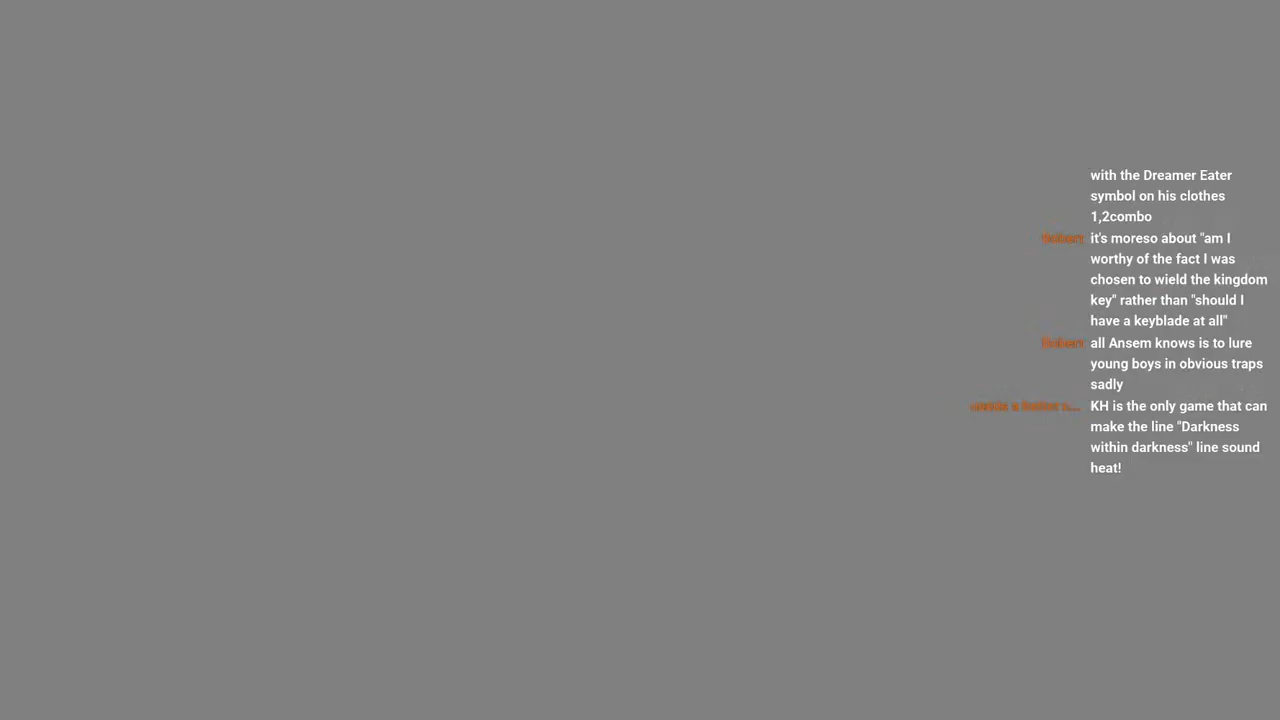 with the Dreamer Eater
symbol on his clothes
1,2combo
it's moreso about "am I
worthy of the fact I was
chosen to wield the kingdom
key" rather than "should I
have a keyblade at all"
all Ansem knows is to lure
young boys in obvious traps
sadly
KH is the only game that can
make the line "Darkness
within darkness" line sound
heat!